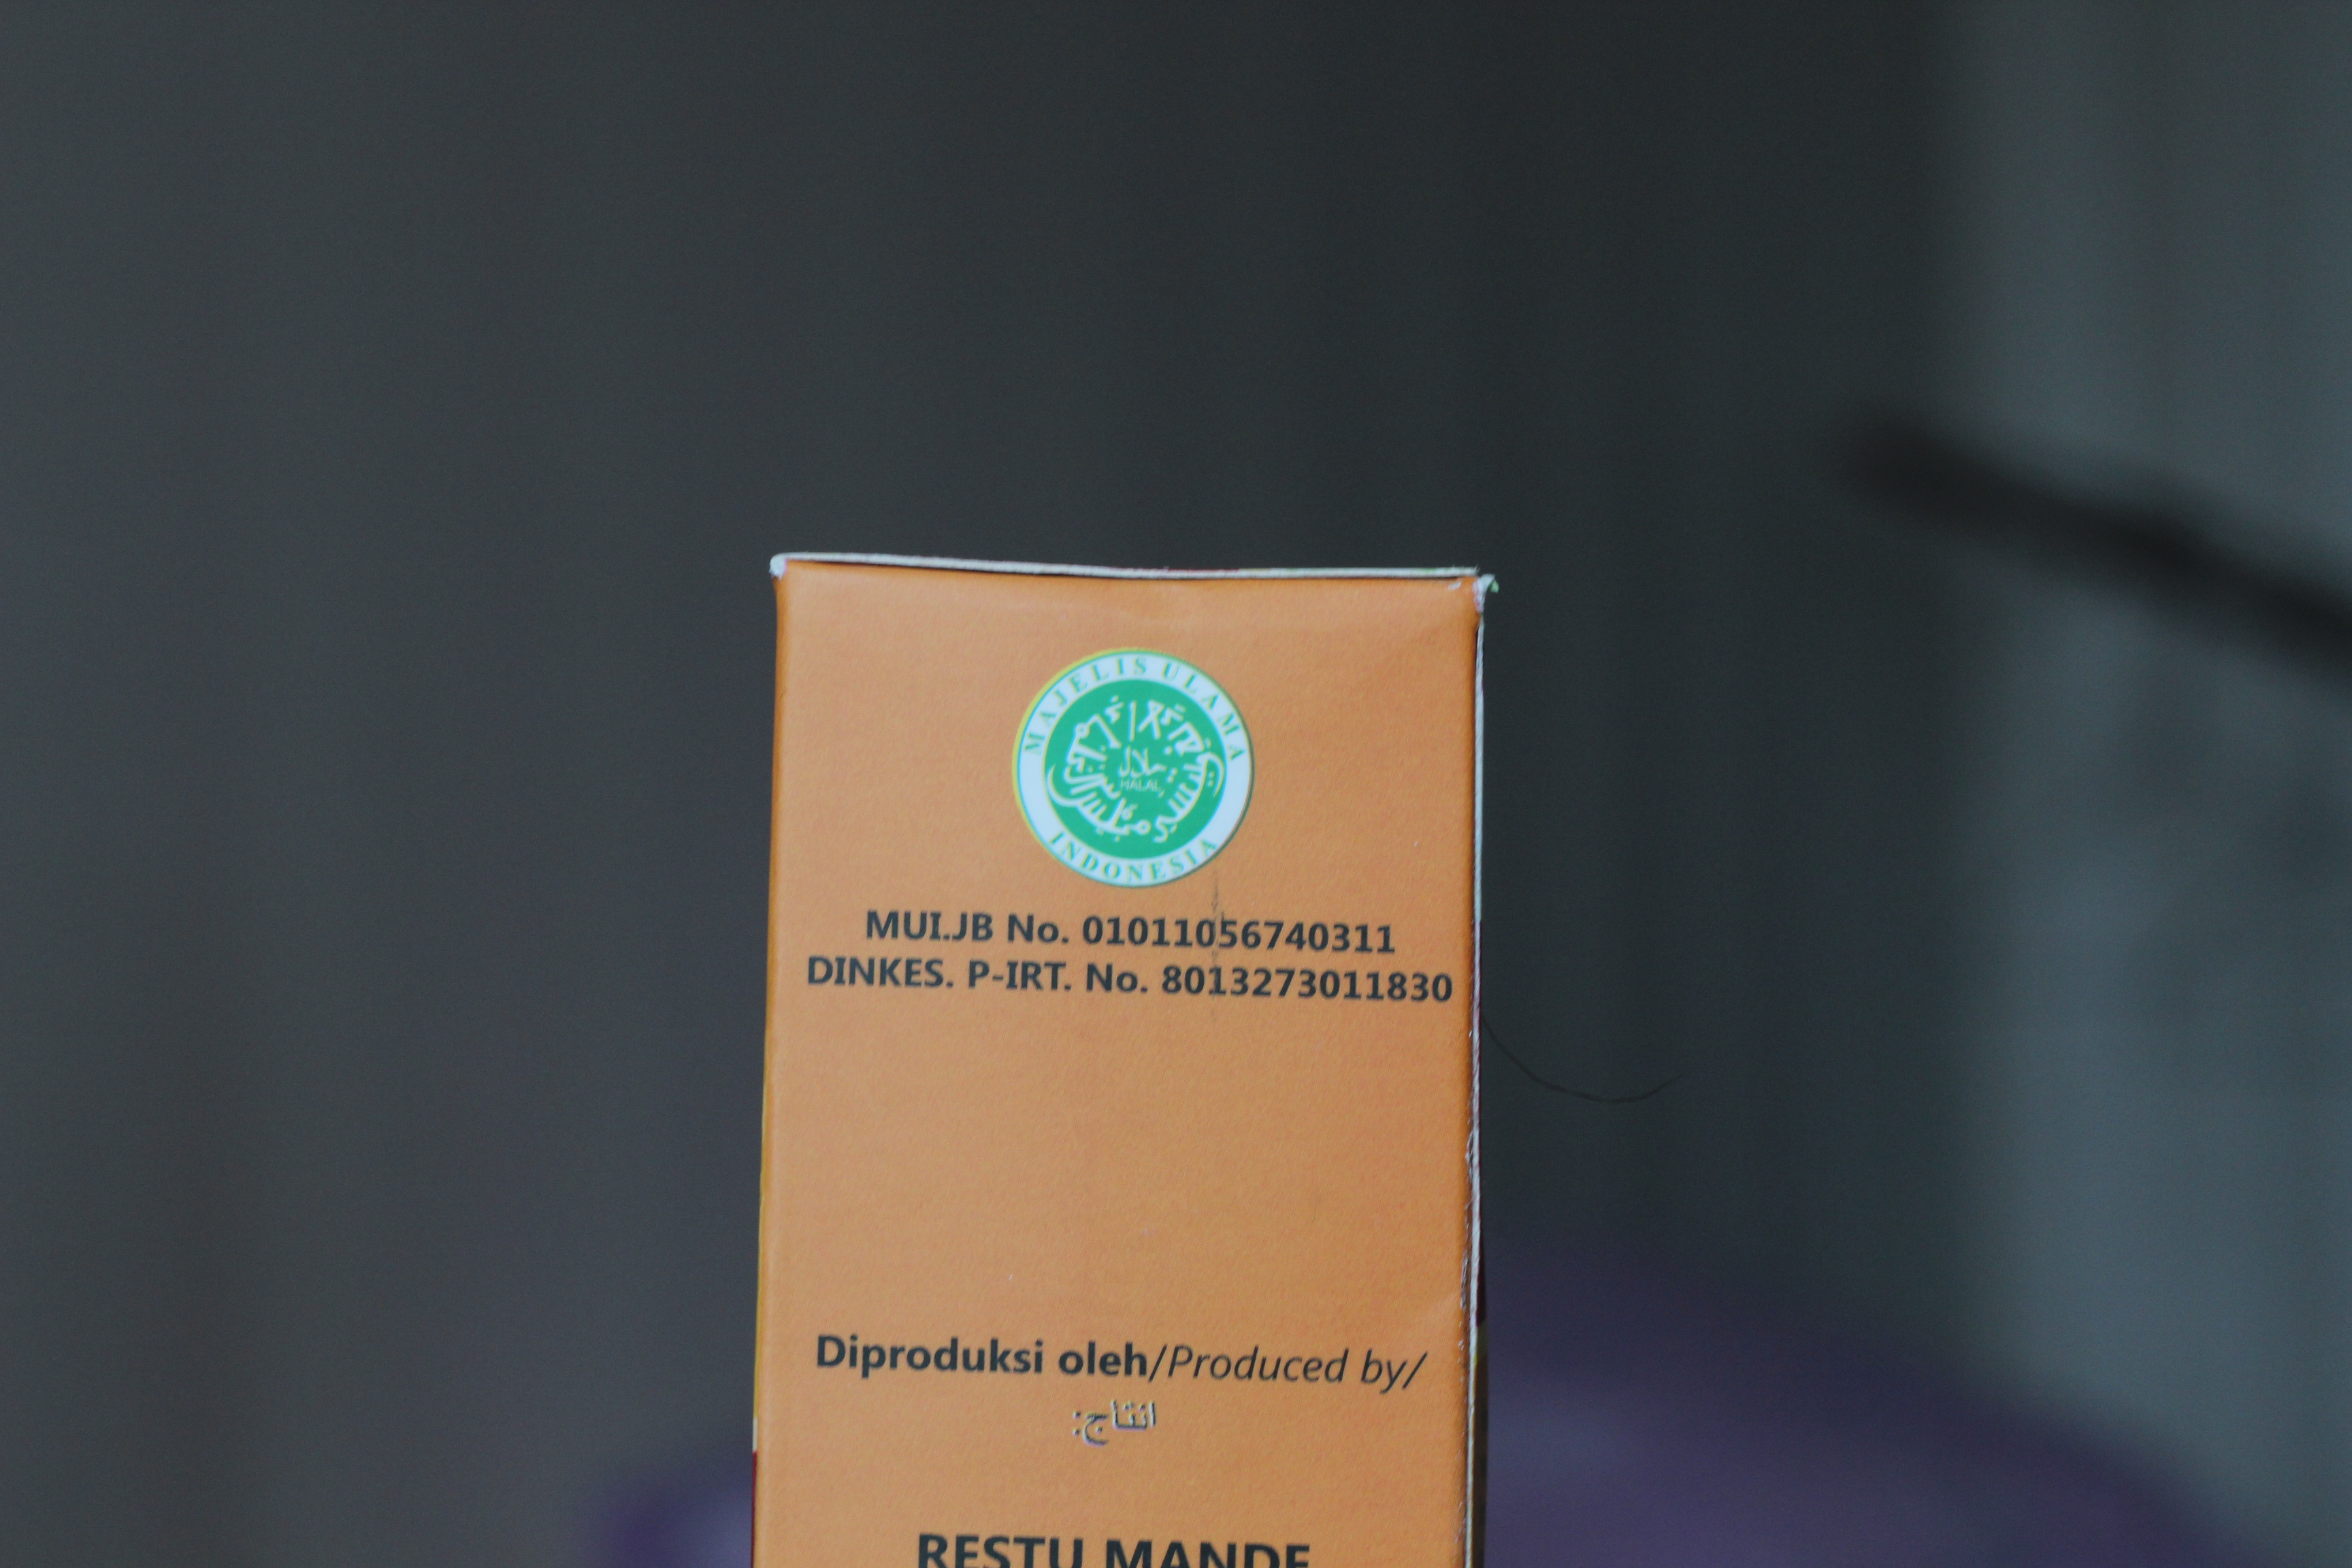 MAJELIS ULAMA
حلال
HALAL
INDONESIA
MUI.JB No. 01011056740311
DINKES. P-IRT. No. 8013273011830
Diproduksi oleh/Produced by/
انتاج:
RESTU MANDE